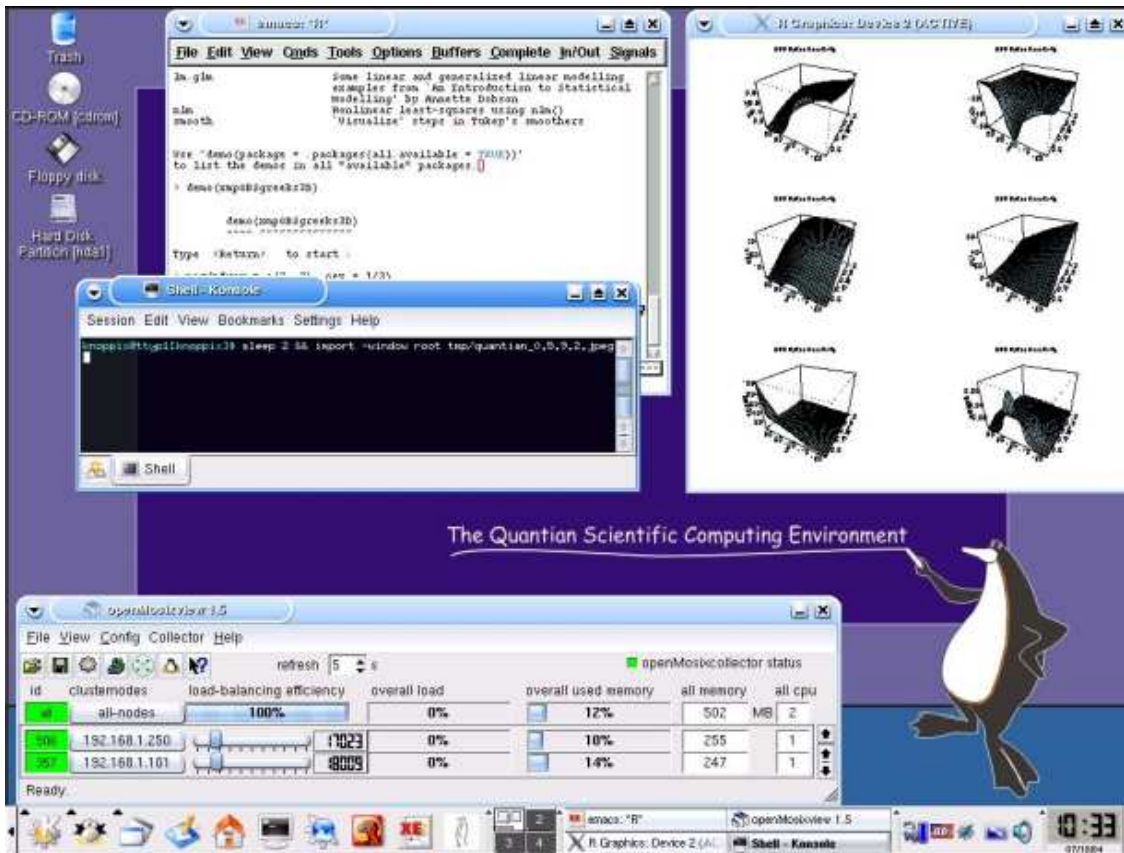 Trash
CD-ROM [cdrom]
Floppy disk
Hard Disk
Partition [hda1]
emacs: "R"
File Edit View Cmds Tools Options Buffers Complete In/Out Signals
lm.glm Some linear and generalized linear modelling
examples from `An Introduction to Statistical
Modelling' by Annette Dobson
nlm Nonlinear least-squares using nlm()
smooth `Visualize' steps in Tukey's smoothers
Use 'demo(package = .packages(all.available = TRUE))'
to list the demos in all *available* packages.
Type <Return> to start :
R Graphics: Device 2 (ACTIVE)
Shell - Konsole
Session Edit View Bookmarks Settings Help
sleep 2 && import -window root tmp/quantian_0.5.9.2.jpeg
Shell
The Quantian Scientific Computing Environment
openMosixview 1.5
File View Config Collector Help
refresh 5 s
openMosixcollector status
id clusternodes load-balancing efficiency overall load overall used memory all memory all cpu
all all-nodes 100% 0% 12% 502 MB 2
192.168.1.250 17023 0% 10% 255 1
192.168.1.101 18009 0% 14% 247 1
Ready.
XE
2
3 4
emacs: "R"
openMosixview 1.5
R Graphics: Device 2
Shell - Konsole
10:33